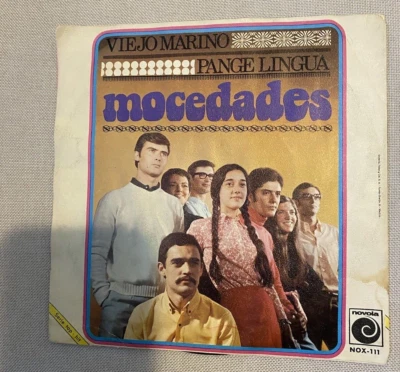 VIEJO MARINO
PANGE LINGUA
mocedades
novola
NOX-111